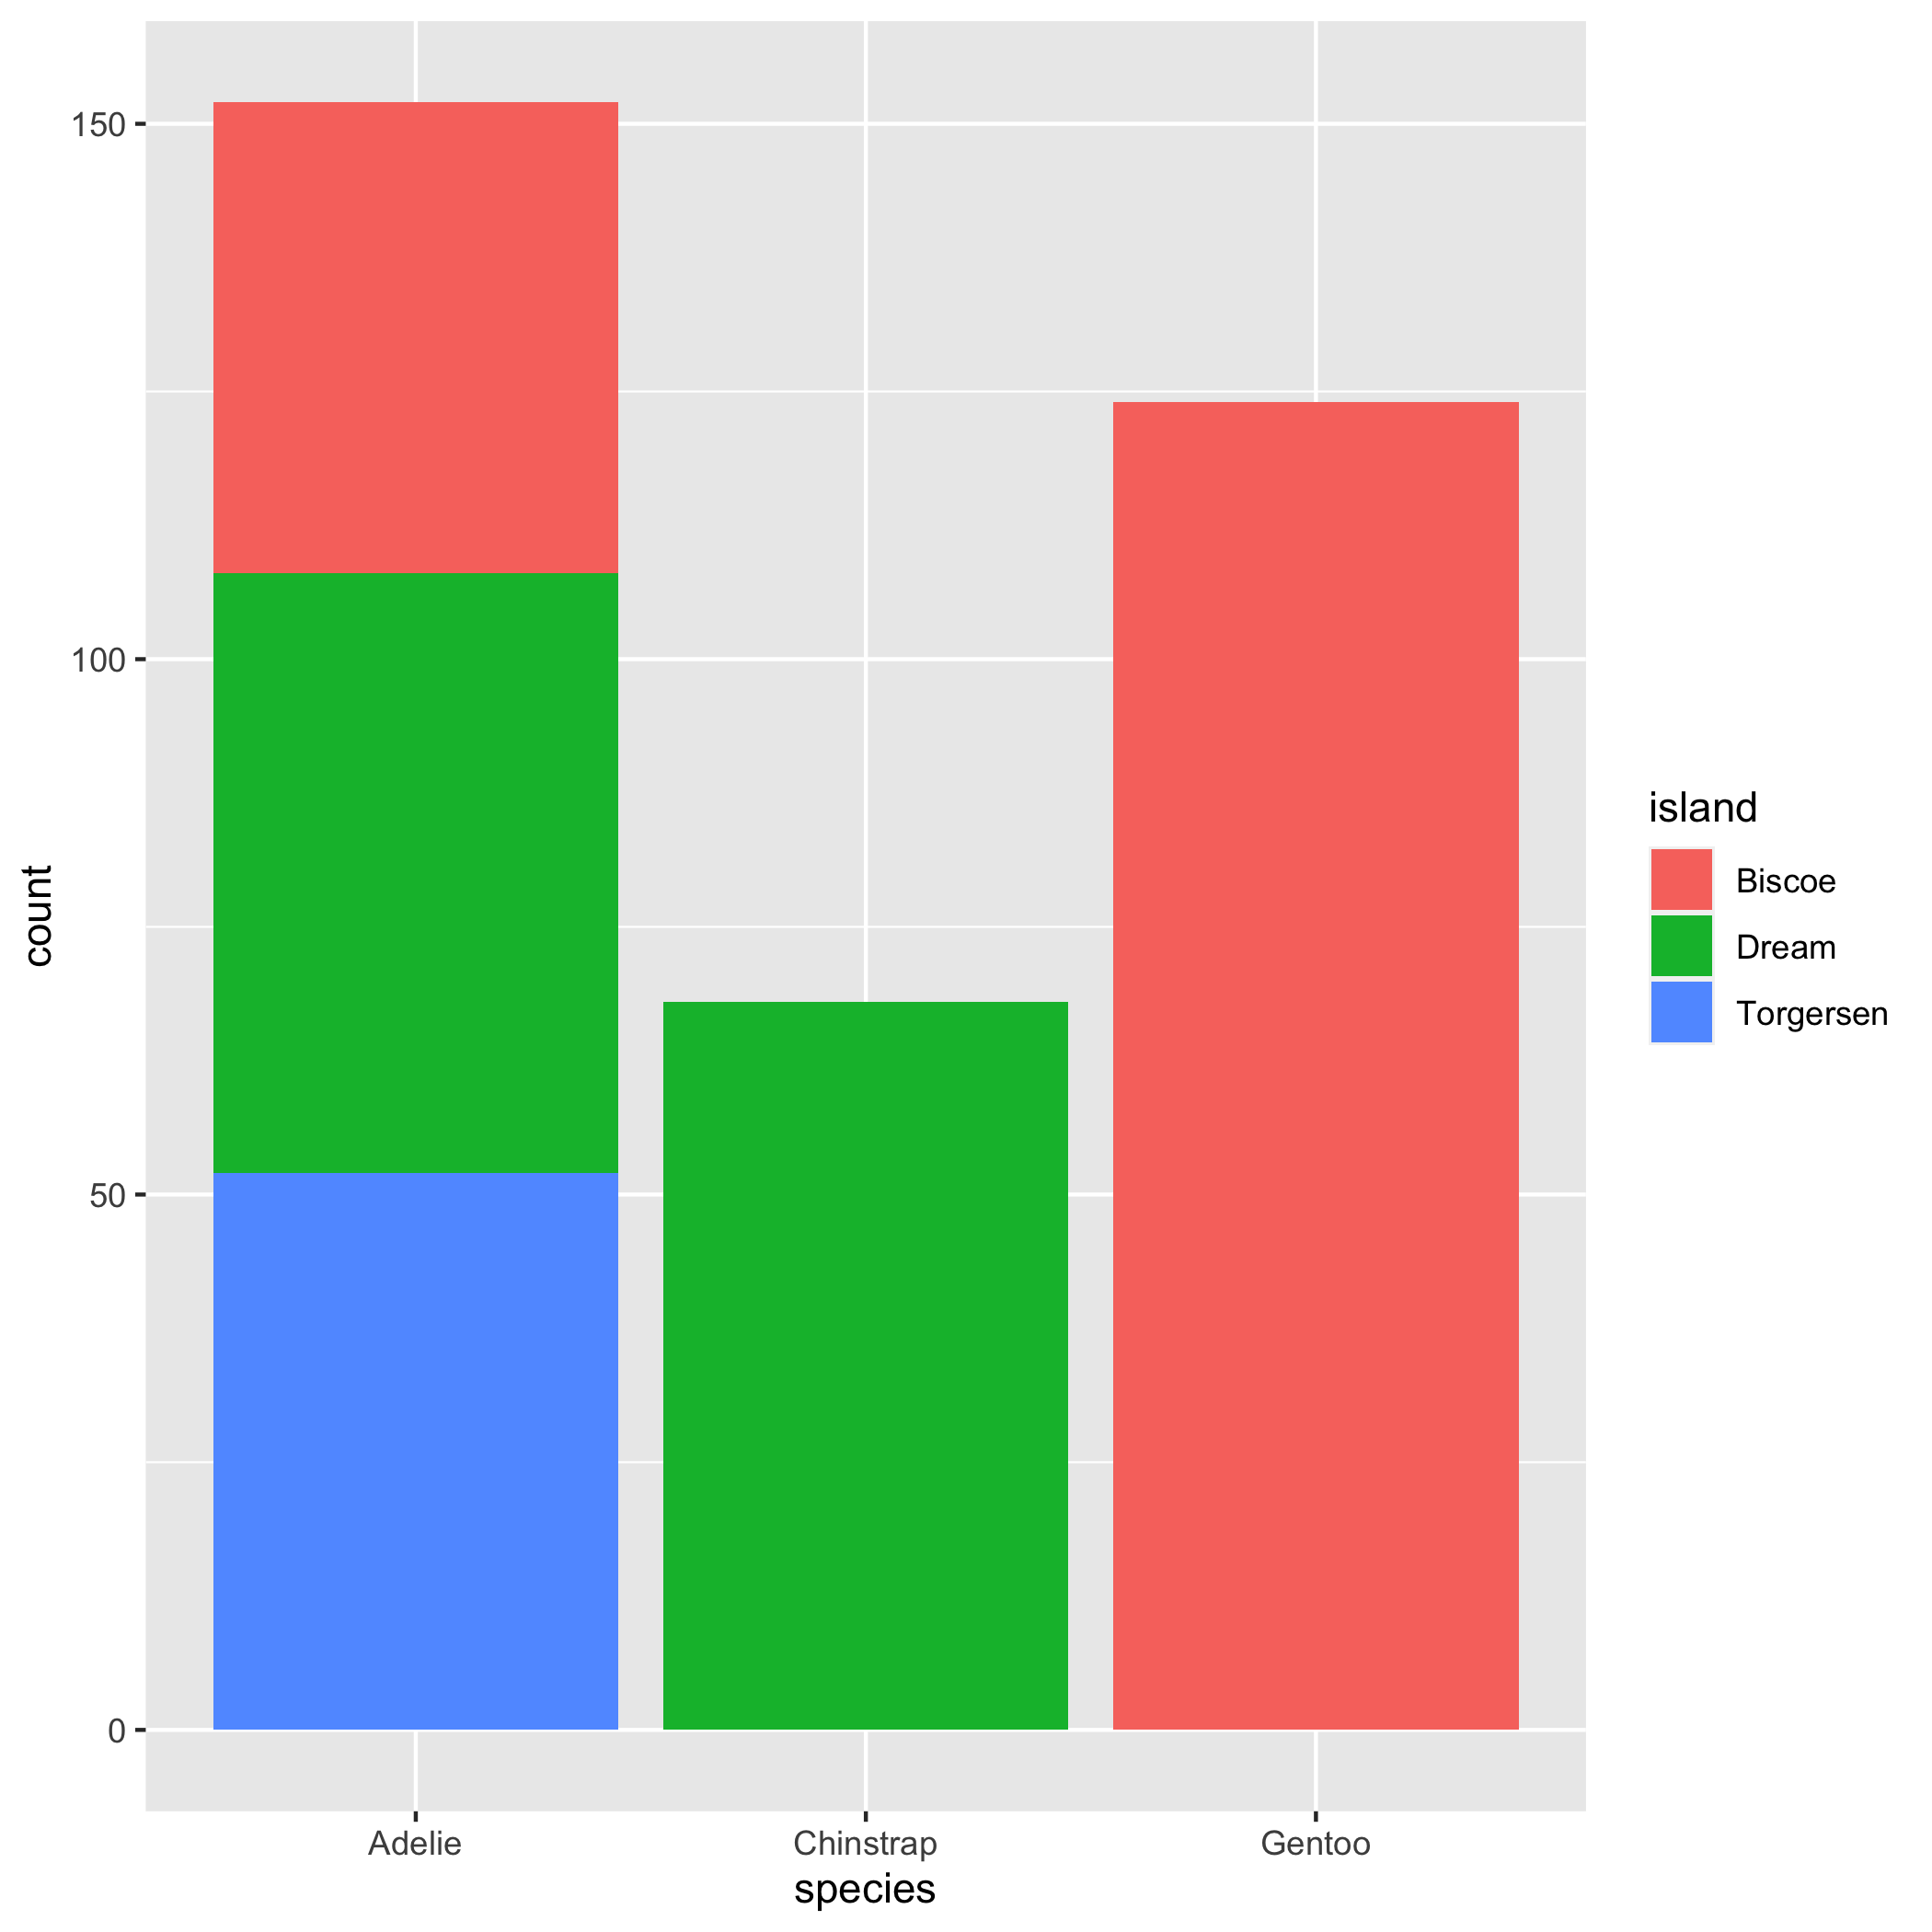 count
150
100
50
0
Adelie
Chinstrap
Gentoo
species
island
Biscoe
Dream
Torgersen